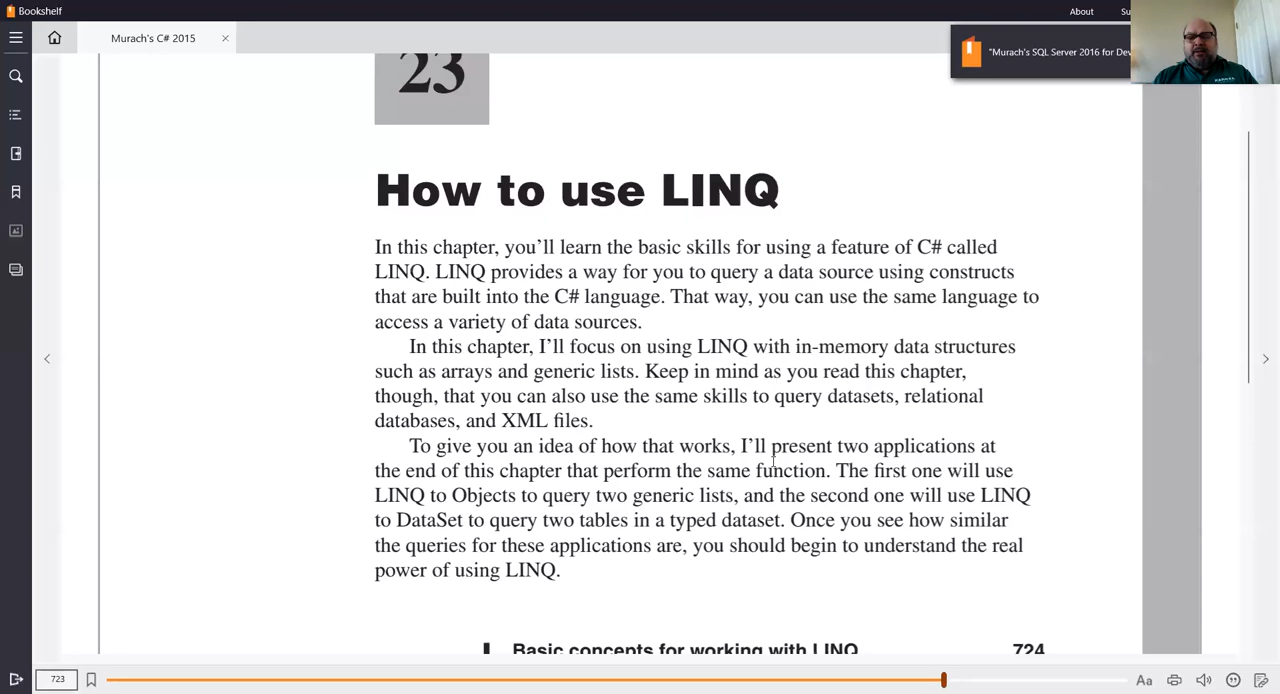 Bookshelf
About
Su
Murach's C# 2015
"Murach's SQL Server 2016 for Dev
23
How to use LINQ
In this chapter, you'll learn the basic skills for using a feature of C# called
LINQ. LINQ provides a way for you to query a data source using constructs
that are built into the C# language. That way, you can use the same language to
access a variety of data sources.
In this chapter, I'll focus on using LINQ with in-memory data structures
such as arrays and generic lists. Keep in mind as you read this chapter,
though, that you can also use the same skills to query datasets, relational
databases, and XML files.
To give you an idea of how that works, I'll present two applications at
the end of this chapter that perform the same function. The first one will use
LINQ to Objects to query two generic lists, and the second one will use LINQ
to DataSet to query two tables in a typed dataset. Once you see how similar
the queries for these applications are, you should begin to understand the real
power of using LINQ.
Basic concepts for working with LINQ 724
723
Aa